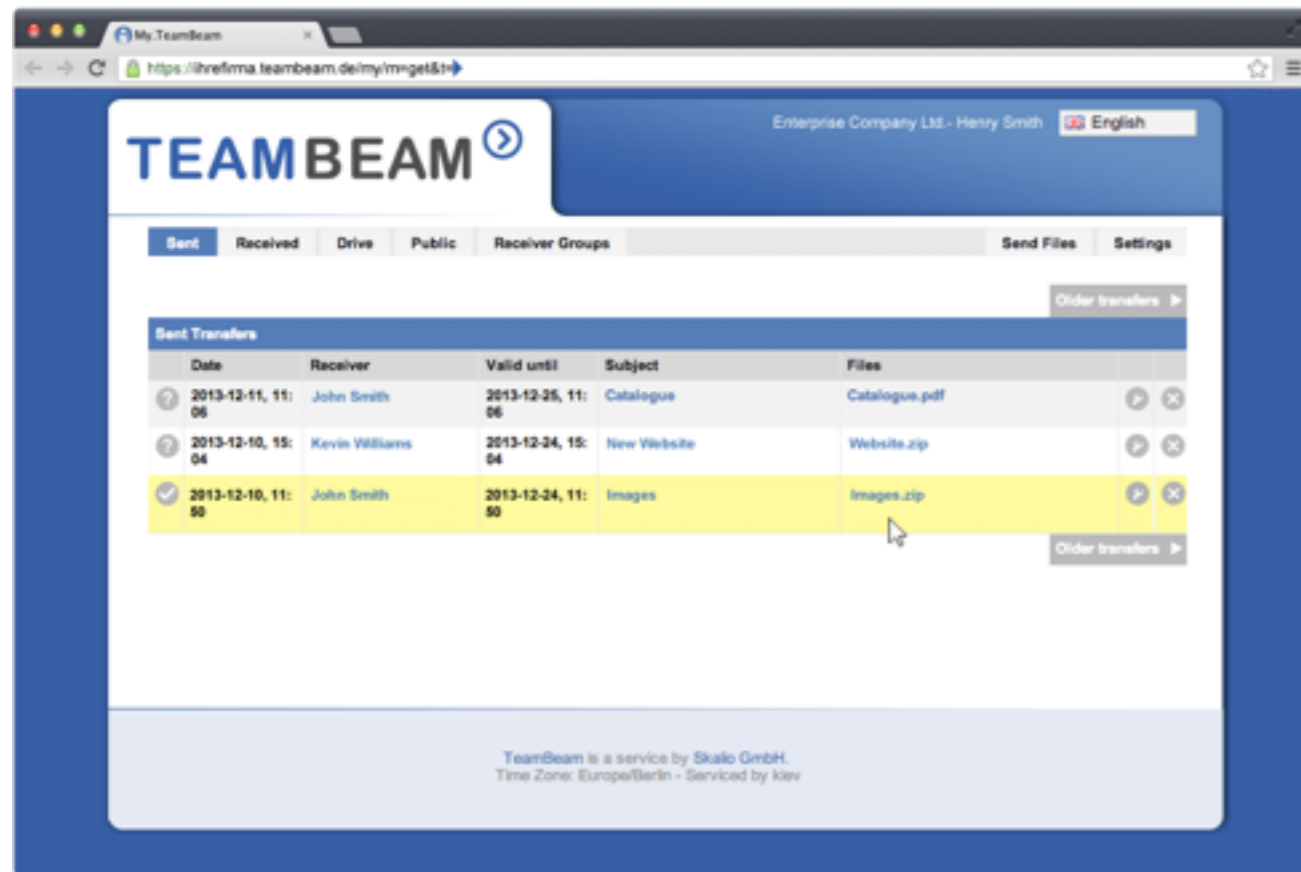 My.TeamBeam
https://ihrefirma.teambeam.de/my/m=get&t=
TEAMBEAM
Enterprise Company Ltd.- Henry Smith
English
Sent Received Drive Public Receiver Groups Send Files Settings
Older transfers
Sent Transfers
Date Receiver Valid until Subject Files
2013-12-11, 11: John Smith 2013-12-25, 11: Catalogue Catalogue.pdf
06 06
2013-12-10, 15: Kevin Williams 2013-12-24, 15: New Website Website.zip
04 04
2013-12-10, 11: John Smith 2013-12-24, 11: Images Images.zip
50 50
Older transfers
TeamBeam is a service by Skalio GmbH.
Time Zone: Europe/Berlin - Serviced by kiev